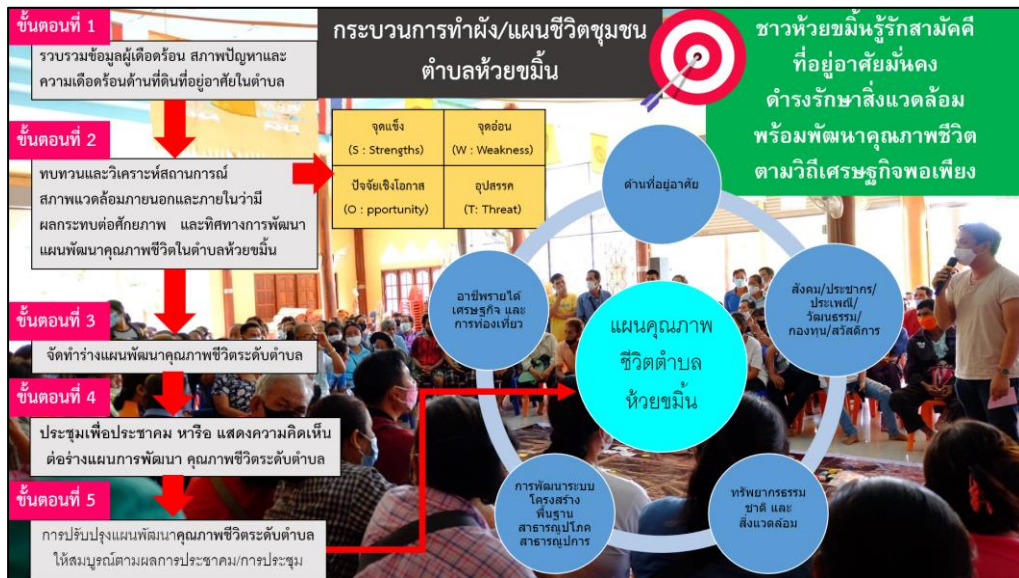 ขั้นตอนที่ 1
รวบรวมข้อมูลผู้เดือดร้อน สภาพปัญหาและ
ความเดือดร้อนด้านที่ดินที่อยู่อาศัยในตำบล
ขั้นตอนที่ 2
ทบทวนและวิเคราะห์สถานการณ์
สภาพแวดล้อมภายนอกและภายในว่ามี
ผลกระทบต่อศักยภาพ และทิศทางการพัฒนา
แผนพัฒนาคุณภาพชีวิตในตำบลห้วยขมิ้น
ขั้นตอนที่ 3
จัดทำร่างแผนพัฒนาคุณภาพชีวิตระดับตำบล
ขั้นตอนที่ 4
ประชุมเพื่อประชาคม หารือ แสดงความคิดเห็น
ต่อร่างแผนการพัฒนา คุณภาพชีวิตระดับตำบล
ขั้นตอนที่ 5
การปรับปรุงแผนพัฒนาคุณภาพชีวิตระดับตำบล
ให้สมบูรณ์ตามผลการประชาคม/การประชุม
กระบวนการทำผัง/แผนชีวิตชุมชน
ตำบลห้วยขมิ้น
จุดแข็ง
(S : Strengths)
จุดอ่อน
(W : Weakness)
ปัจจัยเชิงโอกาส
(O : pportunity)
อุปสรรค
(T: Threat)
ชาวห้วยขมิ้นรู้รักสามัคคี
ที่อยู่อาศัยมั่นคง
ดำรงรักษาสิ่งแวดล้อม
พร้อมพัฒนาคุณภาพชีวิต
ตามวิถีเศรษฐกิจพอเพียง
ด้านที่อยู่อาศัย
สังคม/ประชากร/
ประเพณี/
วัฒนธรรม/
กองทุน/สวัสดิการ
ทรัพยากรธรรม
ชาติ และ
สิ่งแวดล้อม
การพัฒนาระบบ
โครงสร้าง
พื้นฐาน
สาธารณูปโภค
สาธารณูปการ
อาชีพรายได้
เศรษฐกิจ และ
การท่องเที่ยว
แผนคุณภาพ
ชีวิตตำบล
ห้วยขมิ้น